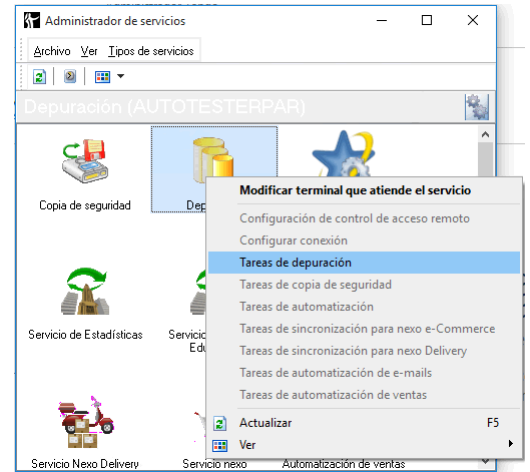 Administrador de servicios
Archivo Ver Tipos de servicios
Depuración (AUTOTESTERPAR)
Copia de seguridad
Dep
Modificar terminal que atiende el servicio
Configuración de control de acceso remoto
Configurar conexión
Tareas de depuración
Tareas de copia de seguridad
Tareas de automatización
Tareas de sincronización para nexo e-Commerce
Tareas de sincronización para nexo Delivery
Tareas de automatización de e-mails
Tareas de automatización de ventas
Actualizar F5
Ver
Servicio de Estadísticas
Servicio
Edu
Servicio Nexo Delivery
Servicio nexo
Automatización de ventas